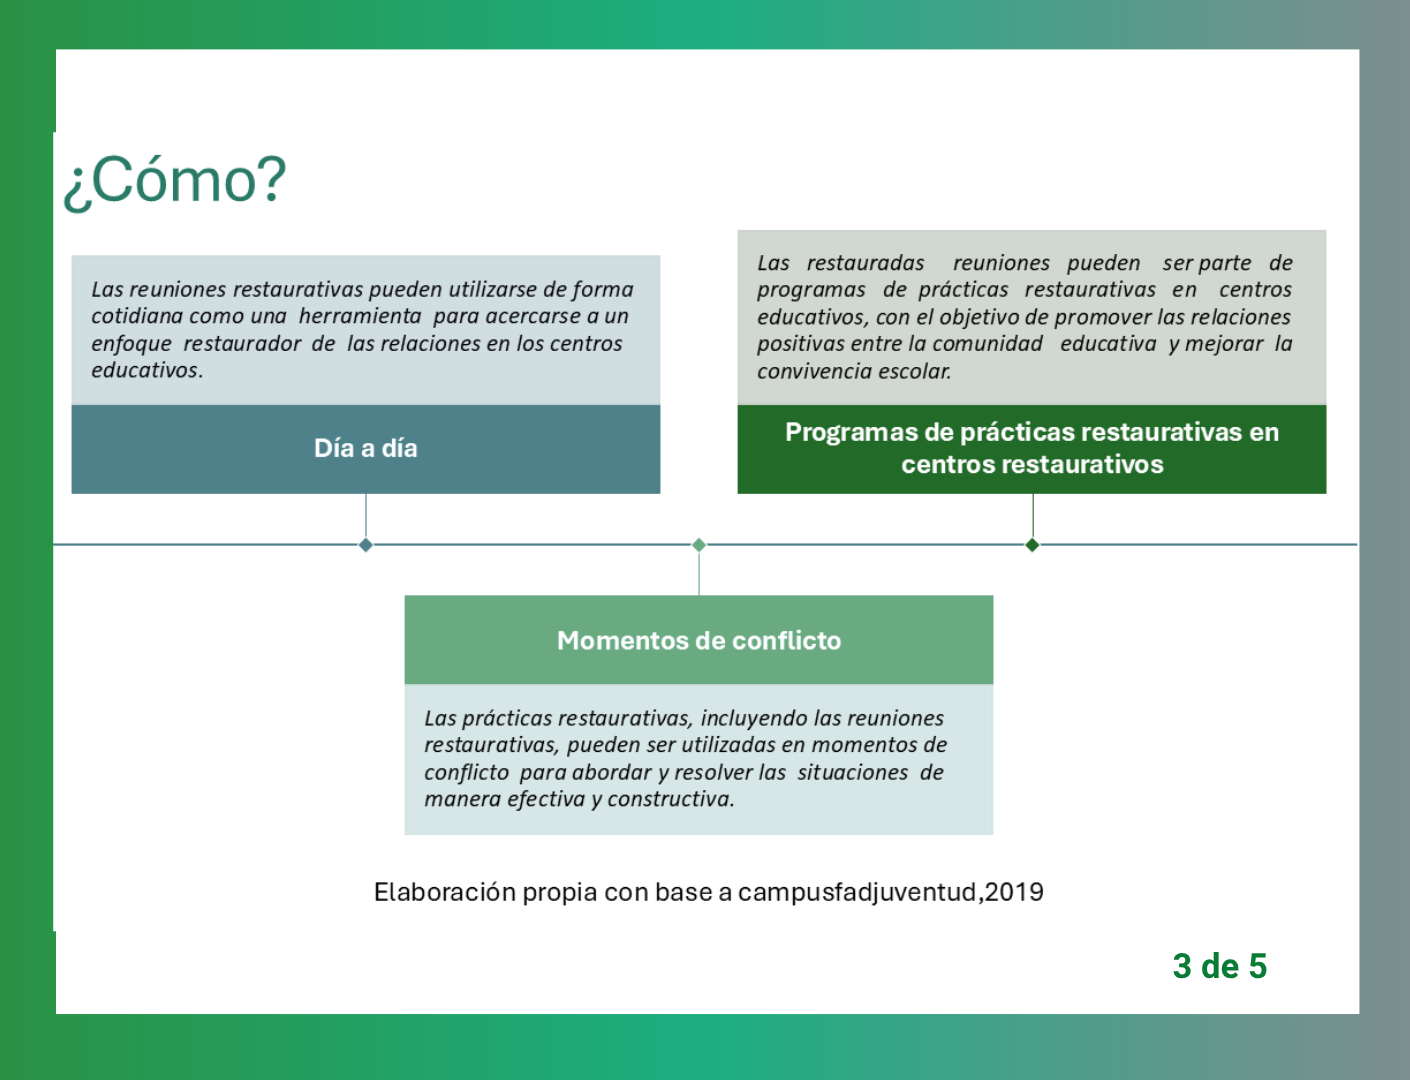 ¿Cómo?
Las reuniones restaurativas pueden utilizarse de forma
cotidiana como una herramienta para acercarse a un
enfoque restaurador de las relaciones en los centros
educativos.
Día a día
Las restauradas reuniones pueden ser parte de
programas de prácticas restaurativas en centros
educativos, con el objetivo de promover las relaciones
positivas entre la comunidad educativa y mejorar la
convivencia escolar.
Programas de prácticas restaurativas en
centros restaurativos
Momentos de conflicto
Las prácticas restaurativas, incluyendo las reuniones
restaurativas, pueden ser utilizadas en momentos de
conflicto para abordar y resolver las situaciones de
manera efectiva y constructiva.
Elaboración propia con base a campusfadjuventud,2019
3 de 5